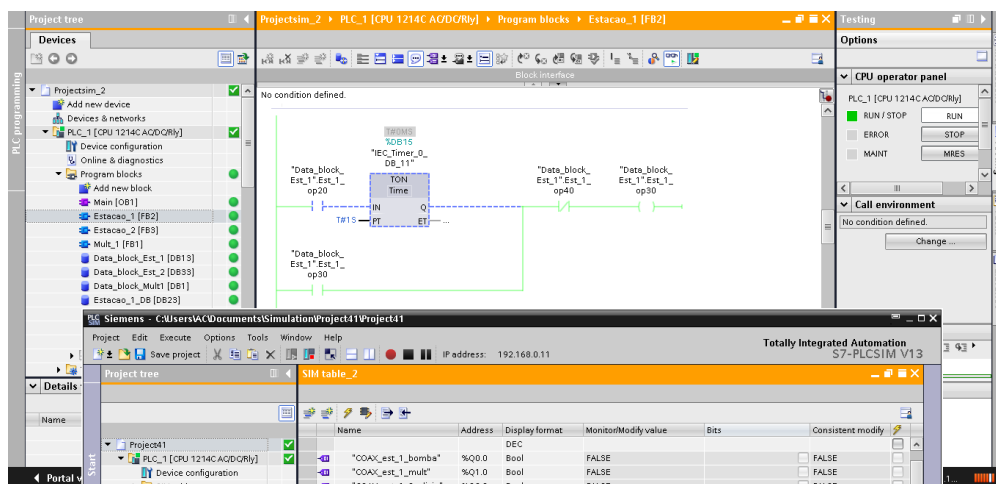 Project tree
Projectsim_2 PLC_1 [CPU 1214C AC/DC/Rly] Program blocks Estacao_1 [FB2]
Testing
Devices
Options
PLC programming
Block interface
CPU operator panel
PLC_1 [CPU 1214C AC/DC/Rly]
RUN / STOP RUN
ERROR STOP
MAINT MRES
Call environment
No condition defined.
Change ...
Projectsim_2
Add new device
Devices & networks
PLC_1 [CPU 1214C AC/DC/Rly]
Device configuration
Online & diagnostics
Program blocks
Add new block
Main [OB1]
Estacao_1 [FB2]
Estacao_2 [FB3]
Mult_1 [FB1]
Data_block_Est_1 [DB13]
Data_block_Est_2 [DB33]
Data_block_Mult1 [DB1]
Estacao_1_DB [DB23]
Details
Name
Portal v
No condition defined.
T#0MS
%DB15
"IEC_Timer_0_
DB_11"
TON
Time
IN Q
T#1S PT ET ...
"Data_block_
Est_1".Est_1_
op20
"Data_block_
Est_1".Est_1_
op40
"Data_block_
Est_1".Est_1_
op30
"Data_block_
Est_1".Est_1_
op30
Siemens - C:\Users\AC\Documents\Simulation\Project41\Project41
Project Edit Execute Options Tools Window Help
Totally Integrated Automation
S7-PLCSIM V13
Save project
IP address: 192.168.0.11
Project tree
SIM table_2
Start
Name Address Display format Monitor/Modify value Bits Consistent modify
DEC
Project41
PLC_1 [CPU 1214C AC/DC/Rly]
Device configuration
"COAX_est_1_bomba" %Q0.0 Bool FALSE FALSE
"COAX_est_1_mult" %Q1.0 Bool FALSE FALSE